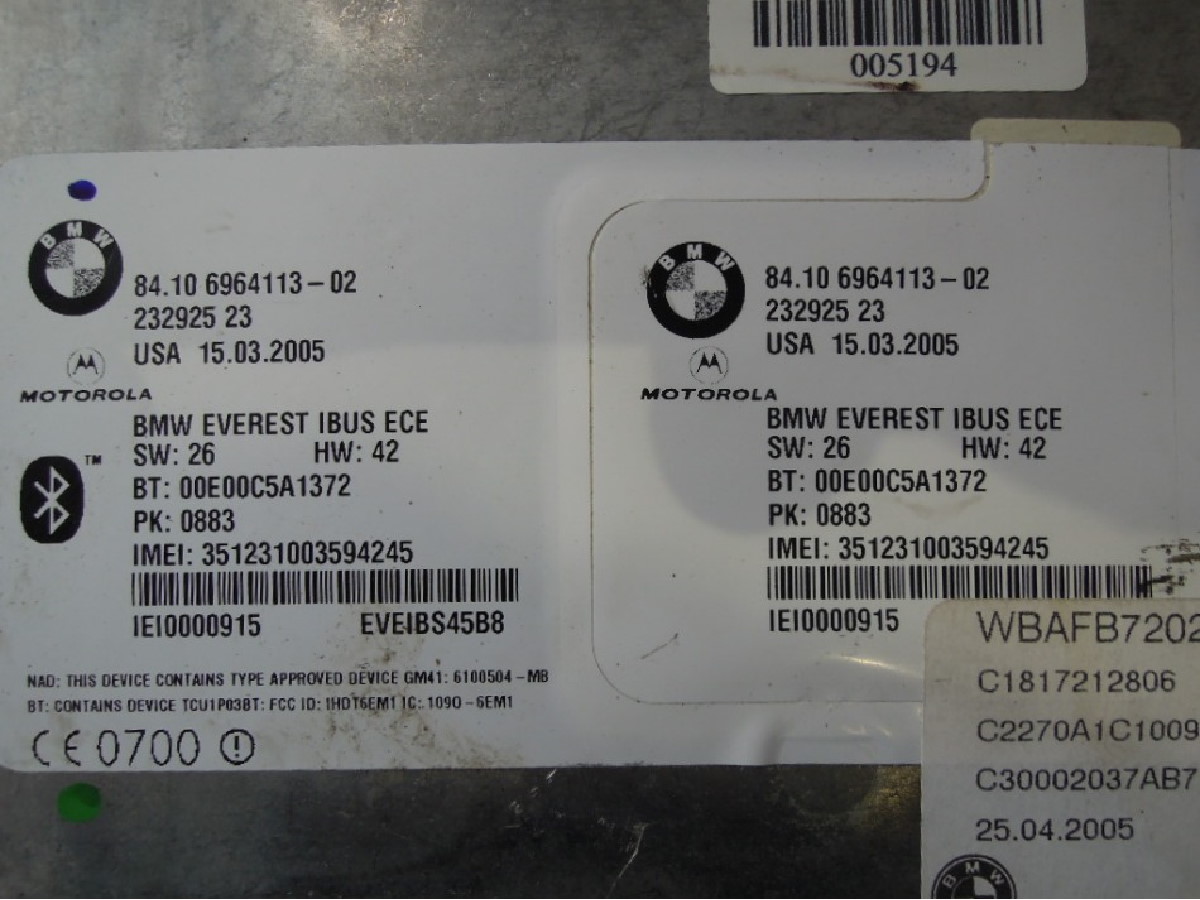 005194
BMW
84.10 6964113-02
232925 23
USA 15.03.2005
MOTOROLA
BMW EVEREST IBUS ECE
SW: 26 HW: 42
BT: 00E00C5A1372
PK: 0883
IMEI: 351231003594245
IEI0000915 EVEIBS45B8
NAD: THIS DEVICE CONTAINS TYPE APPROVED DEVICE GM41: 6100504-MB
BT: CONTAINS DEVICE TCU1P03BT: FCC ID: IHDT6EM1 IC: 1090-6EM1
CE 0700
BMW
84.10 6964113-02
232925 23
USA 15.03.2005
MOTOROLA
BMW EVEREST IBUS ECE
SW: 26 HW: 42
BT: 00E00C5A1372
PK: 0883
IMEI: 351231003594245
IEI0000915
WBAFB7202
C1817212806
C2270A1C1009
C30002037AB7
25.04.2005
BMW